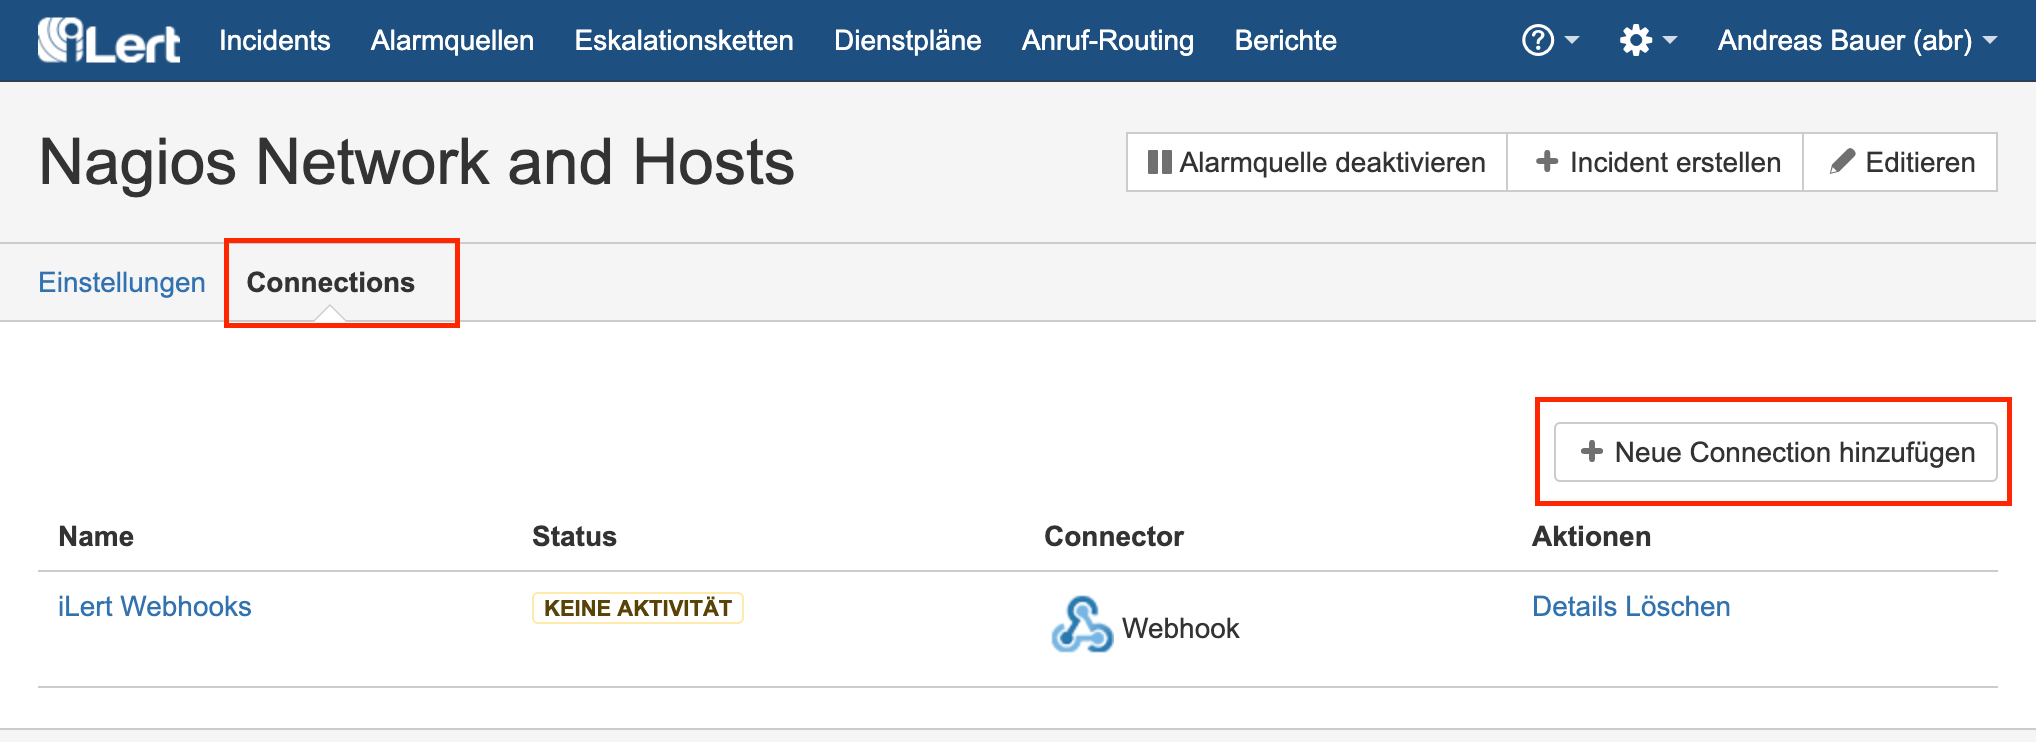 iLert Incidents Alarmquellen Eskalationsketten Dienstpläne Anruf-Routing Berichte ? Andreas Bauer (abr)
Nagios Network and Hosts
Alarmquelle deaktivieren + Incident erstellen Editieren
Einstellungen Connections
+ Neue Connection hinzufügen
Name Status Connector Aktionen
iLert Webhooks KEINE AKTIVITÄT Webhook Details Löschen